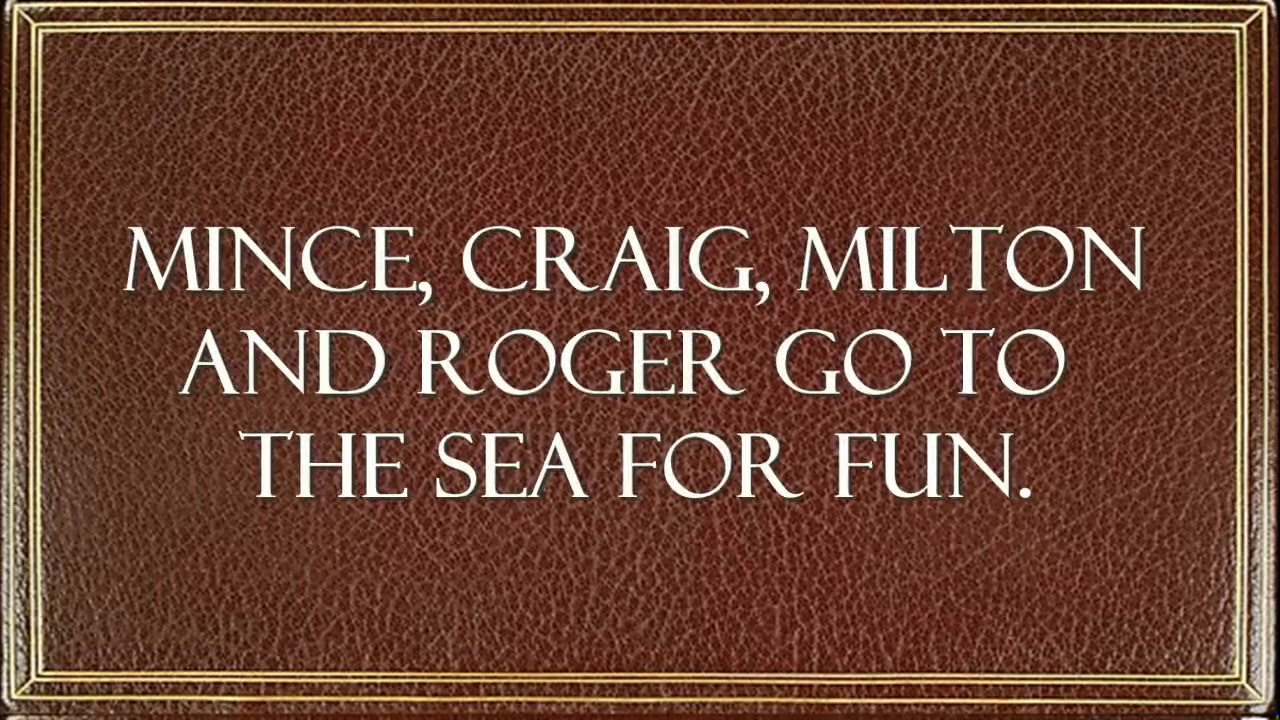 MINCE, CRAIG, MILTON
AND ROGER GO TO
THE SEA FOR FUN.